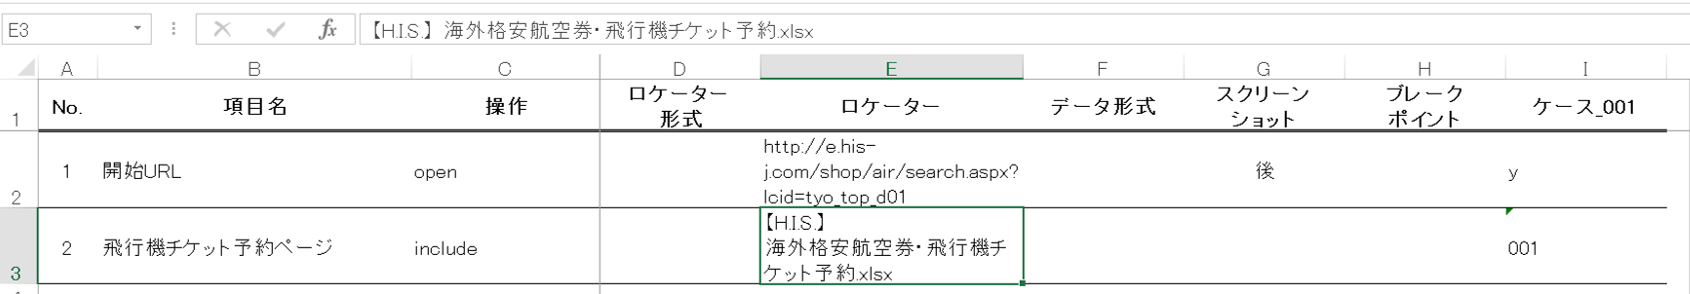 E3 fx 【H.I.S.】 海外格安航空券・飛行機チケット予約.xlsx
A B C D E F G H I
1 No. 項目名 操作 ロケーター
形式 ロケーター データ形式 スクリーン
ショット ブレーク
ポイント ケース_001
2 1 開始URL open http://e.his-
j.com/shop/air/search.aspx?
lcid=tyo_top_d01 後 y
3 2 飛行機チケット予約ページ include 【H.I.S.】
海外格安航空券・飛行機チ
ケット予約.xlsx 001